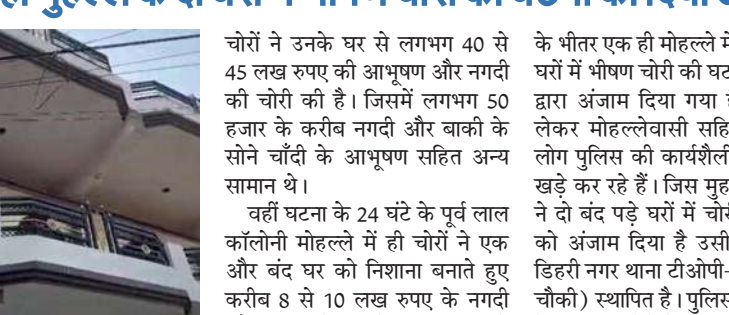 चोरों ने उनके घर से लगभग 40 से
45 लख रुपए की आभूषण और नगदी
की चोरी की है। जिसमें लगभग 50
हजार के करीब नगदी और बाकी के
सोने चाँदी के आभूषण सहित अन्य
सामान थे।
वहीं घटना के 24 घंटे के पूर्व लाल
कॉलोनी मोहल्ले में ही चोरों ने एक
और बंद घर को निशाना बनाते हुए
करीब 8 से 10 लख रुपए के नगदी
के भीतर एक ही मोहल्ले में
घरों में भीषण चोरी की
द्वारा अंजाम दिया गया
लेकर मोहल्लेवासी
लोग पुलिस की कार्यशैली
खड़े कर रहे हैं। जिस
ने दो बंद पड़े घरों में
को अंजाम दिया है उसी
डिहरी नगर थाना टीओपी-
चौकी) स्थापित है। पुलिस